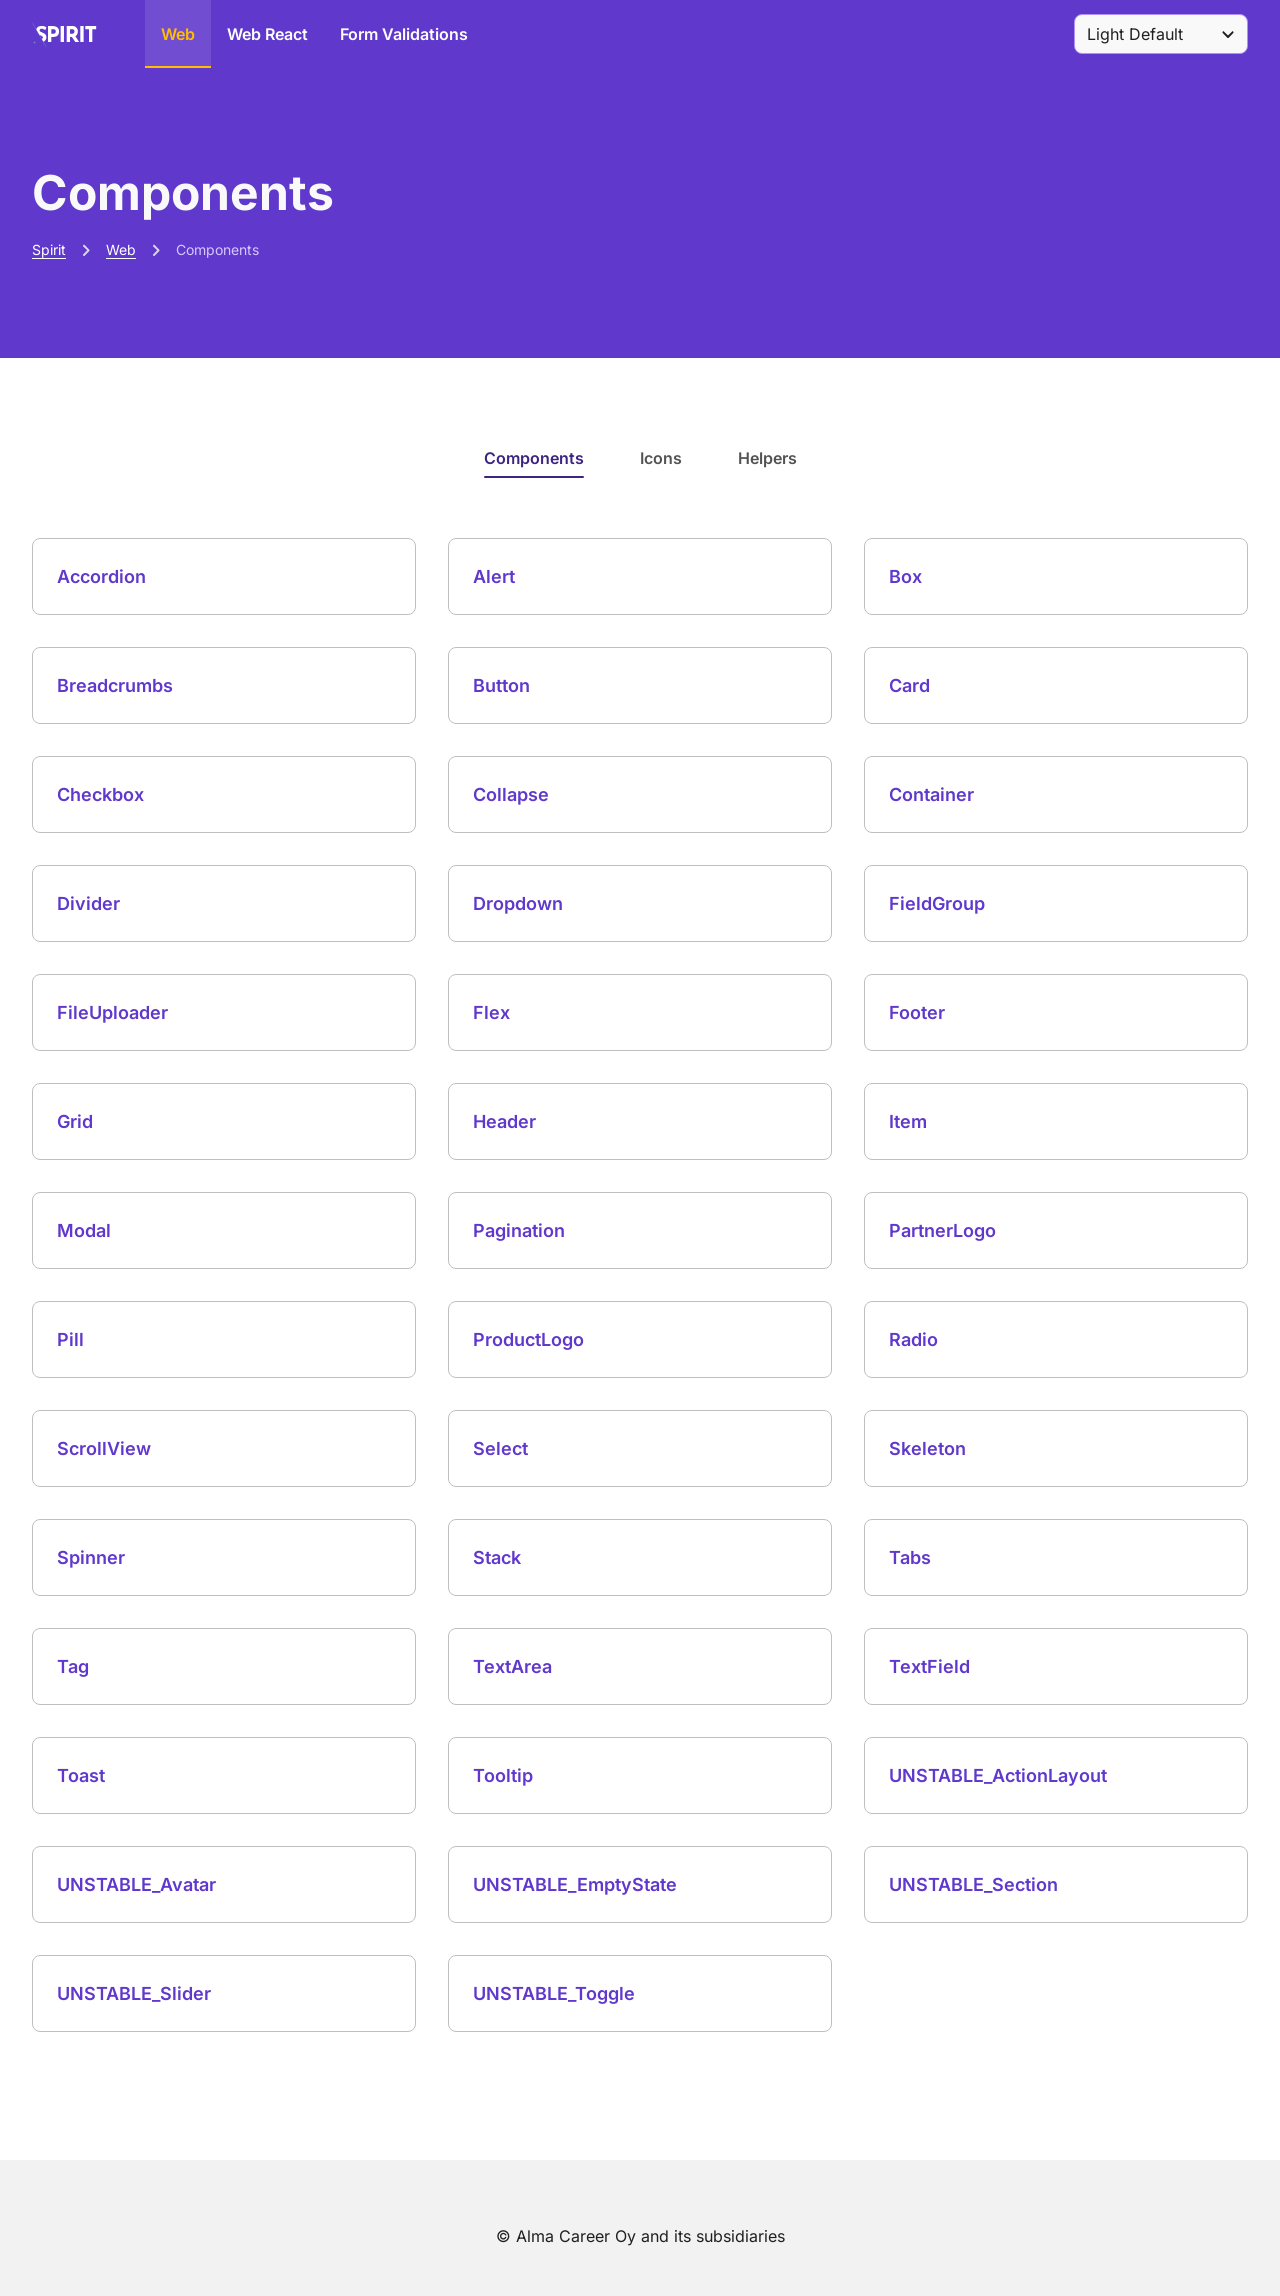 SPIRIT
Web
Web React
Form Validations
Light Default
Components
Spirit
Web
Components
Components
Icons
Helpers
Accordion
Alert
Box
Breadcrumbs
Button
Card
Checkbox
Collapse
Container
Divider
Dropdown
FieldGroup
FileUploader
Flex
Footer
Grid
Header
Item
Modal
Pagination
PartnerLogo
Pill
ProductLogo
Radio
ScrollView
Select
Skeleton
Spinner
Stack
Tabs
Tag
TextArea
TextField
Toast
Tooltip
UNSTABLE_ActionLayout
UNSTABLE_Avatar
UNSTABLE_EmptyState
UNSTABLE_Section
UNSTABLE_Slider
UNSTABLE_Toggle
© Alma Career Oy and its subsidiaries